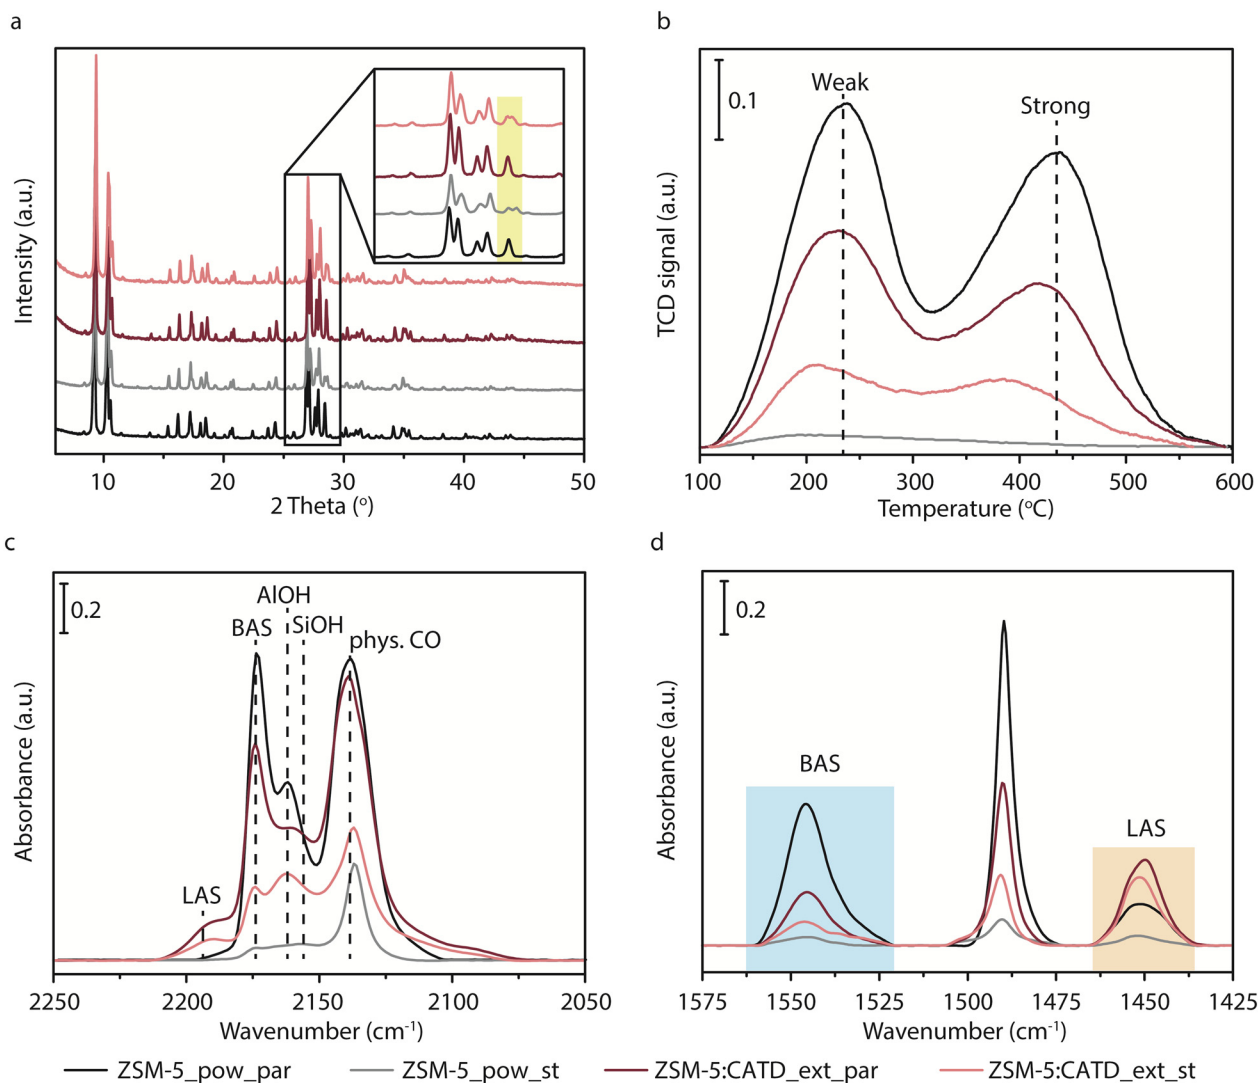 a
Intensity (a.u.)
10 20 30 40 50
2 Theta (º)
b
0.1
Weak
Strong
TCD signal (a.u.)
100 200 300 400 500 600
Temperature (ºC)
c
0.2
AlOH
BAS
SiOH
phys. CO
LAS
Absorbance (a.u.)
2250 2200 2150 2100 2050
Wavenumber (cm⁻¹)
d
0.2
BAS
LAS
Absorbance (a.u.)
1575 1550 1525 1500 1475 1450 1425
Wavenumber (cm⁻¹)
ZSM-5_pow_par ZSM-5_pow_st ZSM-5:CATD_ext_par ZSM-5:CATD_ext_st